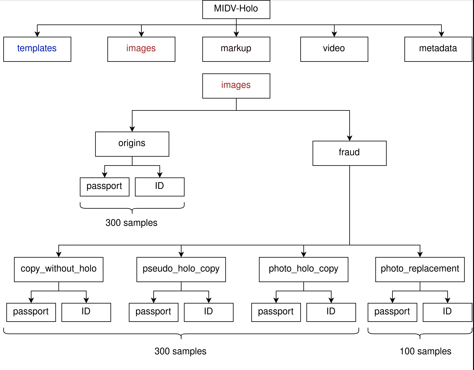 MIDV-Holo
templates images markup video metadata
images
origins fraud
passport ID
300 samples
copy_without_holo pseudo_holo_copy photo_holo_copy photo_replacement
passport ID passport ID passport ID passport ID
300 samples 100 samples